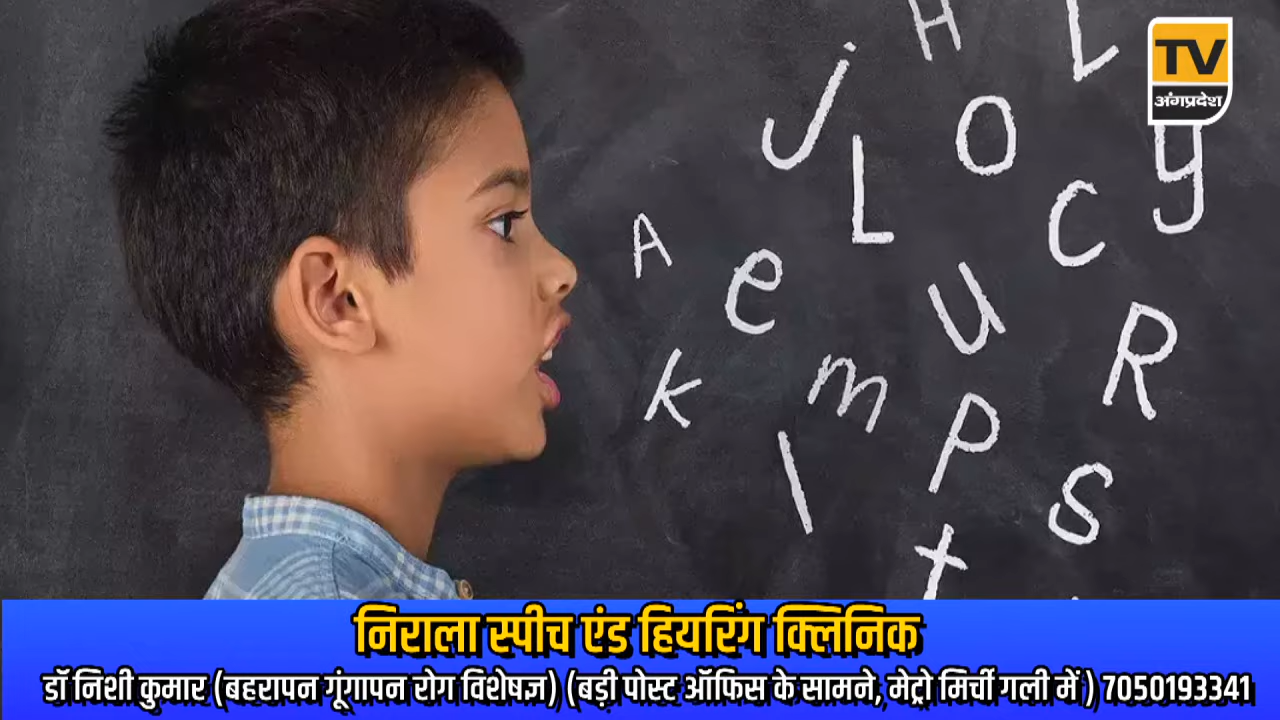 H
L
TV
अंगप्रदेश
j
L
O
y
A
e
C
U
R
k
m
P
l
S
t
निराला स्पीच एंड हियरिंग क्लिनिक
डॉ निशी कुमार (बहरापन गूंगापन रोग विशेषज्ञ) (बड़ी पोस्ट ऑफिस के सामने, मेट्रो मिर्ची गली में ) 7050193341